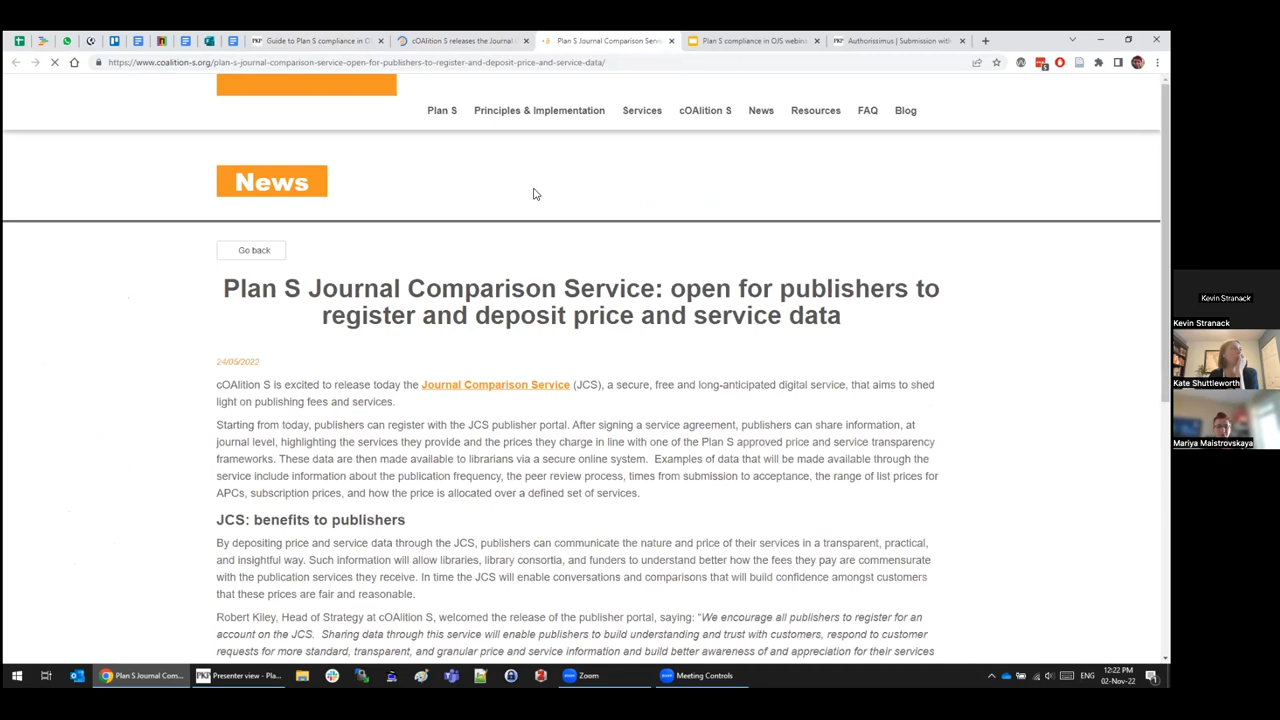 Guide to Plan S compliance in O
cOAlition S releases the Journal C
Plan S Journal Comparison Servi
Plan S compliance in OJS webina
Authorissimus | Submission with
https://www.coalition-s.org/plan-s-journal-comparison-service-open-for-publishers-to-register-and-deposit-price-and-service-data/
Plan S Principles & Implementation Services cOAlition S News Resources FAQ Blog
News
Go back
Plan S Journal Comparison Service: open for publishers to
register and deposit price and service data
24/05/2022
cOAlition S is excited to release today the Journal Comparison Service (JCS), a secure, free and long-anticipated digital service, that aims to shed
light on publishing fees and services.
Starting from today, publishers can register with the JCS publisher portal. After signing a service agreement, publishers can share information, at
journal level, highlighting the services they provide and the prices they charge in line with one of the Plan S approved price and service transparency
frameworks. These data are then made available to librarians via a secure online system. Examples of data that will be made available through the
service include information about the publication frequency, the peer review process, times from submission to acceptance, the range of list prices for
APCs, subscription prices, and how the price is allocated over a defined set of services.
JCS: benefits to publishers
By depositing price and service data through the JCS, publishers can communicate the nature and price of their services in a transparent, practical,
and insightful way. Such information will allow libraries, library consortia, and funders to understand better how the fees they pay are commensurate
with the publication services they receive. In time the JCS will enable conversations and comparisons that will build confidence amongst customers
that these prices are fair and reasonable.
Robert Kiley, Head of Strategy at cOAlition S, welcomed the release of the publisher portal, saying: "We encourage all publishers to register for an
account on the JCS. Sharing data through this service will enable publishers to build understanding and trust with customers, respond to customer
requests for more standard, transparent, and granular price and service information and build better awareness of and appreciation for their services
Kevin Stranack
Kevin Stranack
Kate Shuttleworth
Mariya Maistrovskaya
Plan S Journal Com...
PKP Presenter view - Pla...
Zoom
Meeting Controls
ENG
12:22 PM
02-Nov-22